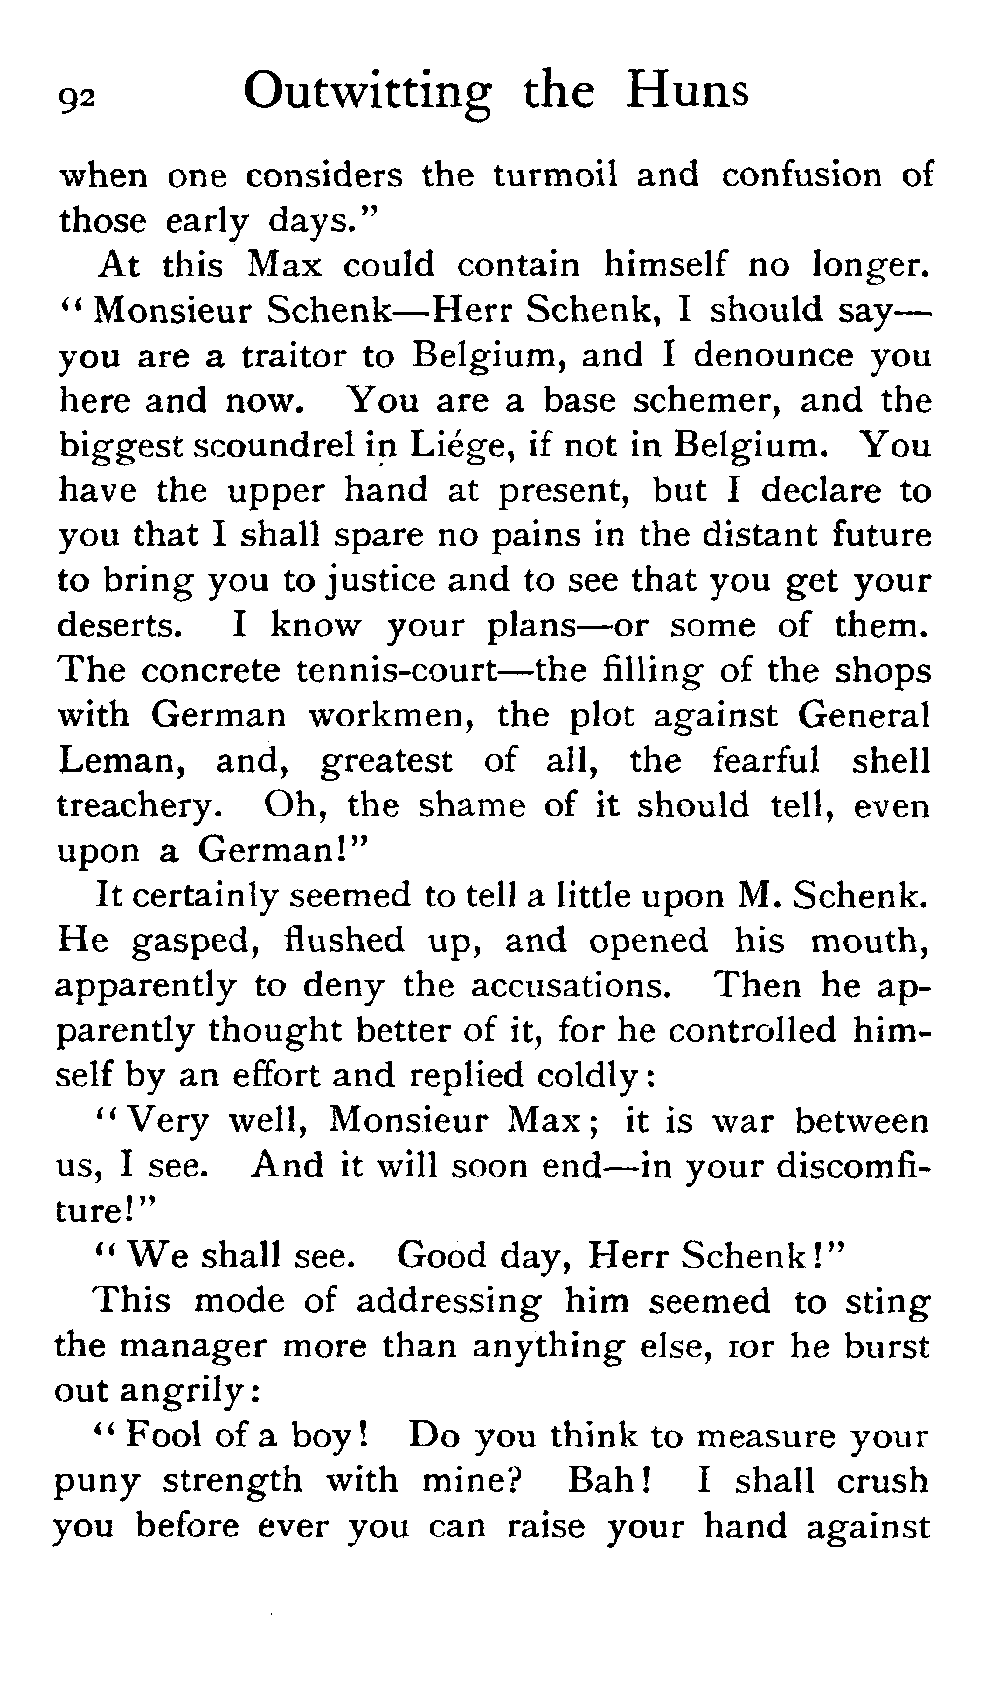 92 Outwitting the Huns
when one considers the turmoil and confusion of
those early days."
At this Max could contain himself no longer.
"Monsieur Schenk—Herr Schenk, I should say—
you are a traitor to Belgium, and I denounce you
here and now. You are a base schemer, and the
biggest scoundrel in Liége, if not in Belgium. You
have the upper hand at present, but I declare to
you that I shall spare no pains in the distant future
to bring you to justice and to see that you get your
deserts. I know your plans—or some of them.
The concrete tennis-court—the filling of the shops
with German workmen, the plot against General
Leman, and, greatest of all, the fearful shell
treachery. Oh, the shame of it should tell, even
upon a German!"
It certainly seemed to tell a little upon M. Schenk.
He gasped, flushed up, and opened his mouth,
apparently to deny the accusations. Then he ap-
parently thought better of it, for he controlled him-
self by an effort and replied coldly:
"Very well, Monsieur Max; it is war between
us, I see. And it will soon end—in your discomfi-
ture!"
"We shall see. Good day, Herr Schenk!"
This mode of addressing him seemed to sting
the manager more than anything else, for he burst
out angrily:
"Fool of a boy! Do you think to measure your
puny strength with mine? Bah! I shall crush
you before ever you can raise your hand against